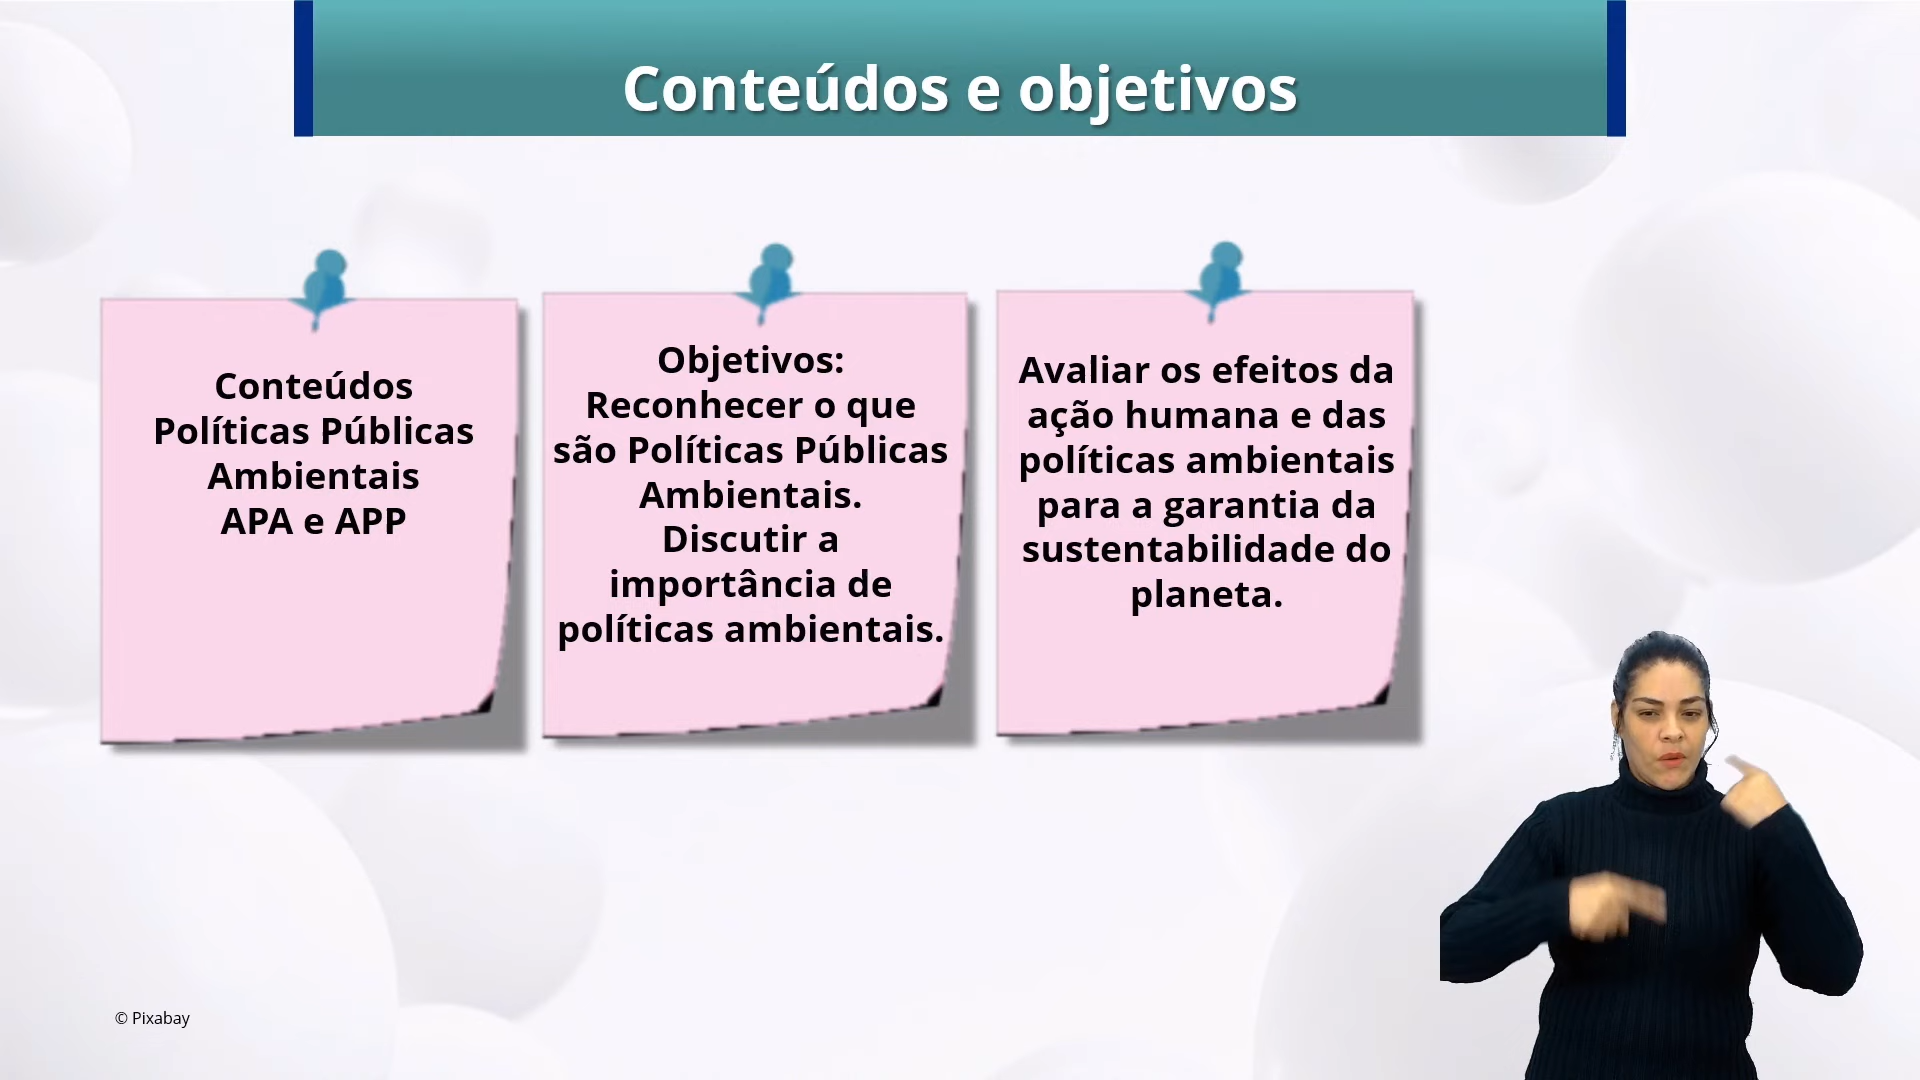 Conteúdos e objetivos
Conteúdos
Políticas Públicas
Ambientais
APA e APP
Objetivos:
Reconhecer o que
são Políticas Públicas
Ambientais.
Discutir a
importância de
políticas ambientais.
Avaliar os efeitos da
ação humana e das
políticas ambientais
para a garantia da
sustentabilidade do
planeta.
© Pixabay